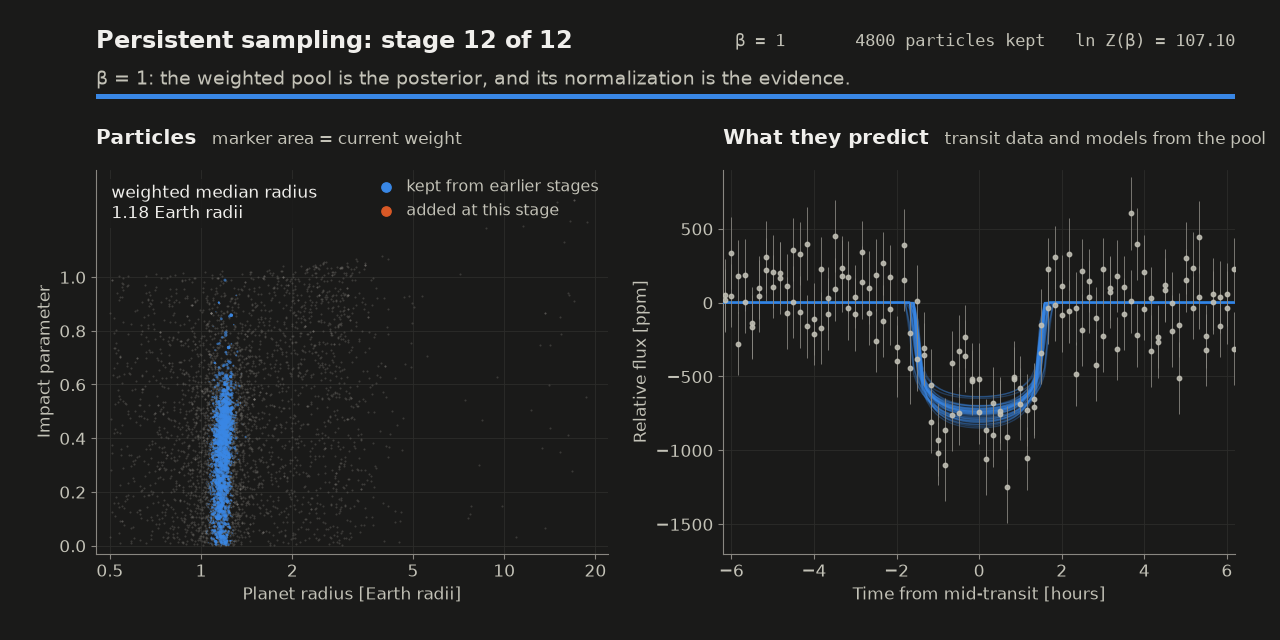 Persistent sampling: stage 12 of 12
β = 1 4800 particles kept ln Z(β) = 107.10
β = 1: the weighted pool is the posterior, and its normalization is the evidence.
Particles marker area = current weight
weighted median radius
1.18 Earth radii
kept from earlier stages
added at this stage
Impact parameter
1.0
0.8
0.6
0.4
0.2
0.0
0.5 1 2 5 10 20
Planet radius [Earth radii]
What they predict transit data and models from the pool
Relative flux [ppm]
500
0
−500
−1000
−1500
−6 −4 −2 0 2 4 6
Time from mid-transit [hours]